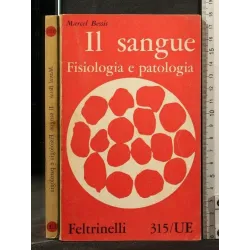 Marcel Bessis
Il sangue
Fisiologia e patologia
Feltrinelli 315/UE